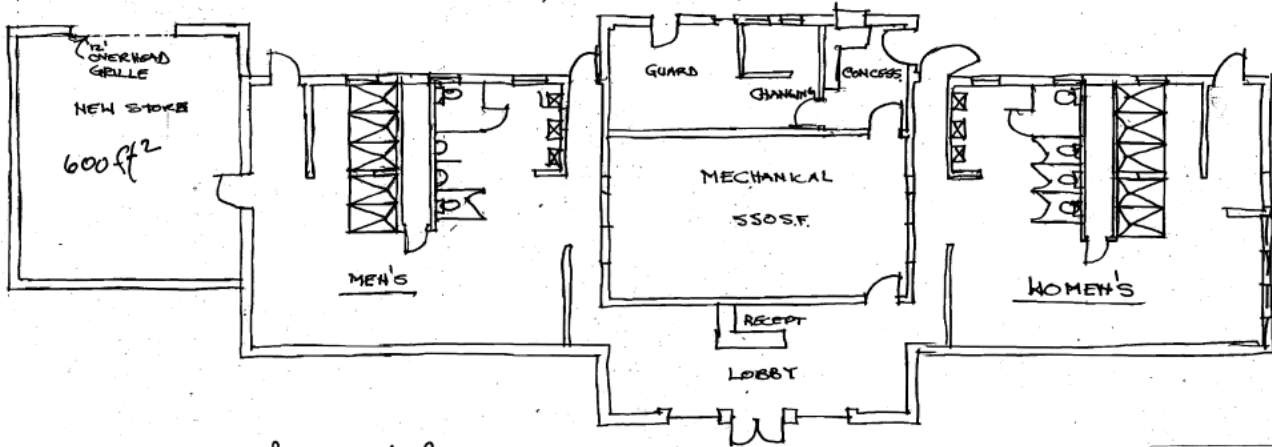 12'
OVERHEAD
GRILLE
NEW STORE
600 ft²
GUARD
CHANGING
CONCESS.
MECHANICAL
550 S.F.
MEN'S
WOMEN'S
RECEPT
LOBBY